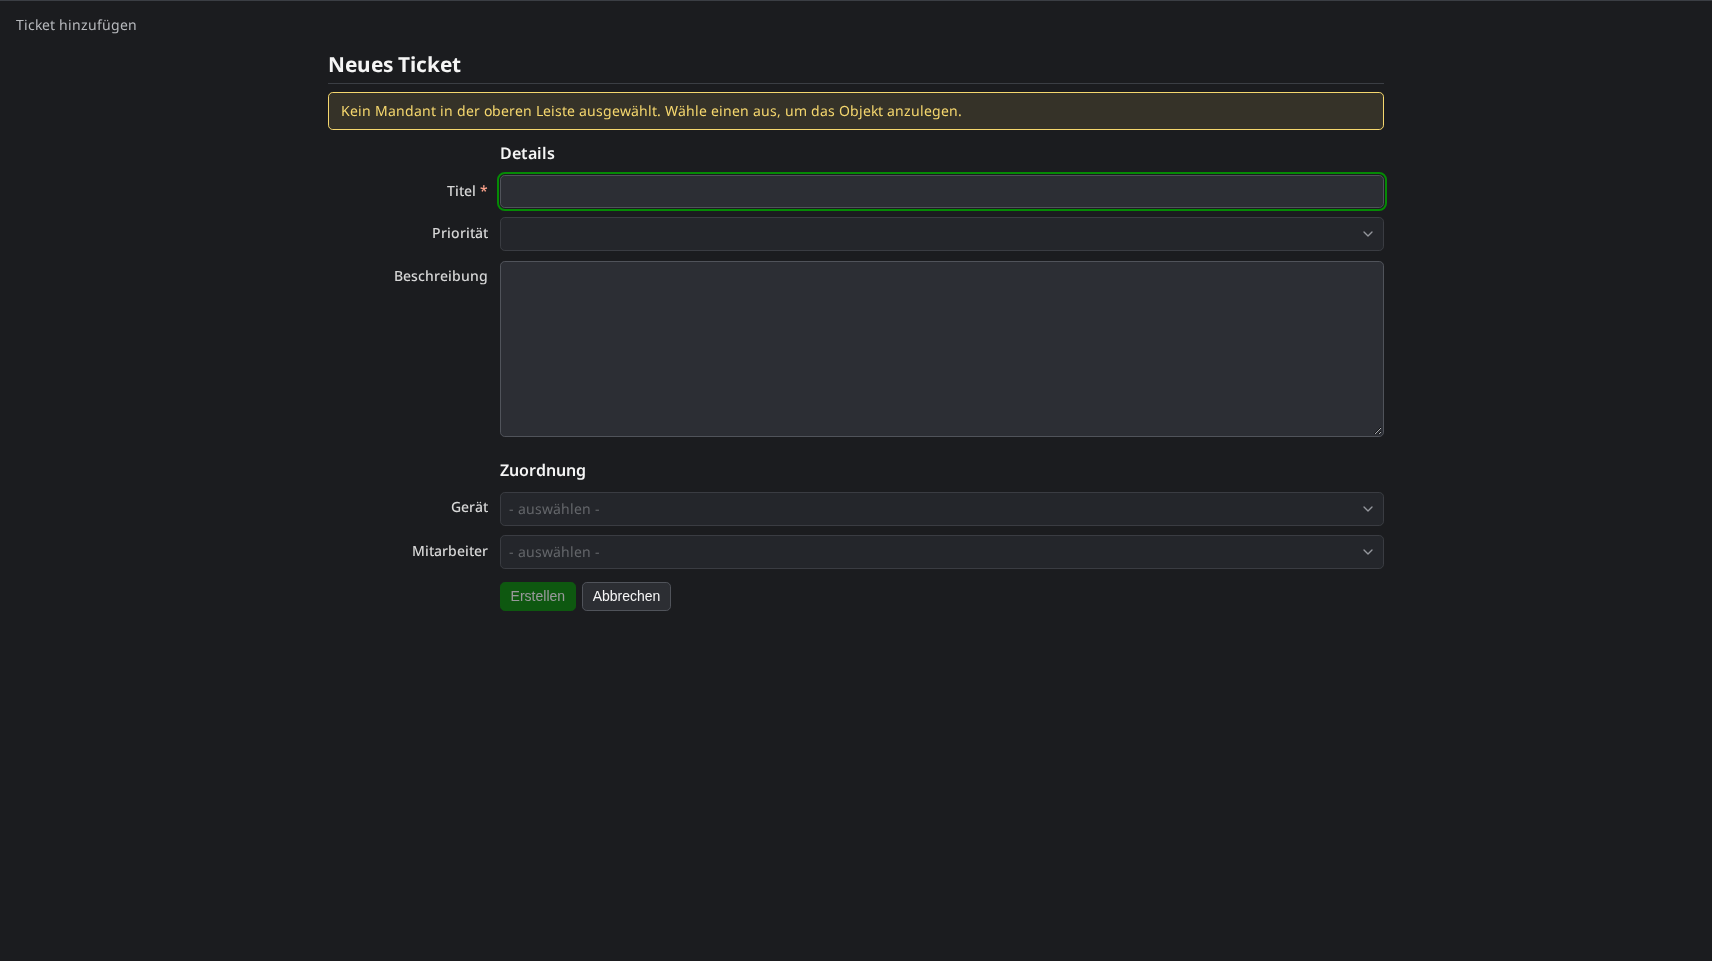 Ticket hinzufügen
Neues Ticket
Kein Mandant in der oberen Leiste ausgewählt. Wähle einen aus, um das Objekt anzulegen.
Details
Titel *
Priorität
Beschreibung
Zuordnung
Gerät
- auswählen -
Mitarbeiter
- auswählen -
Erstellen Abbrechen